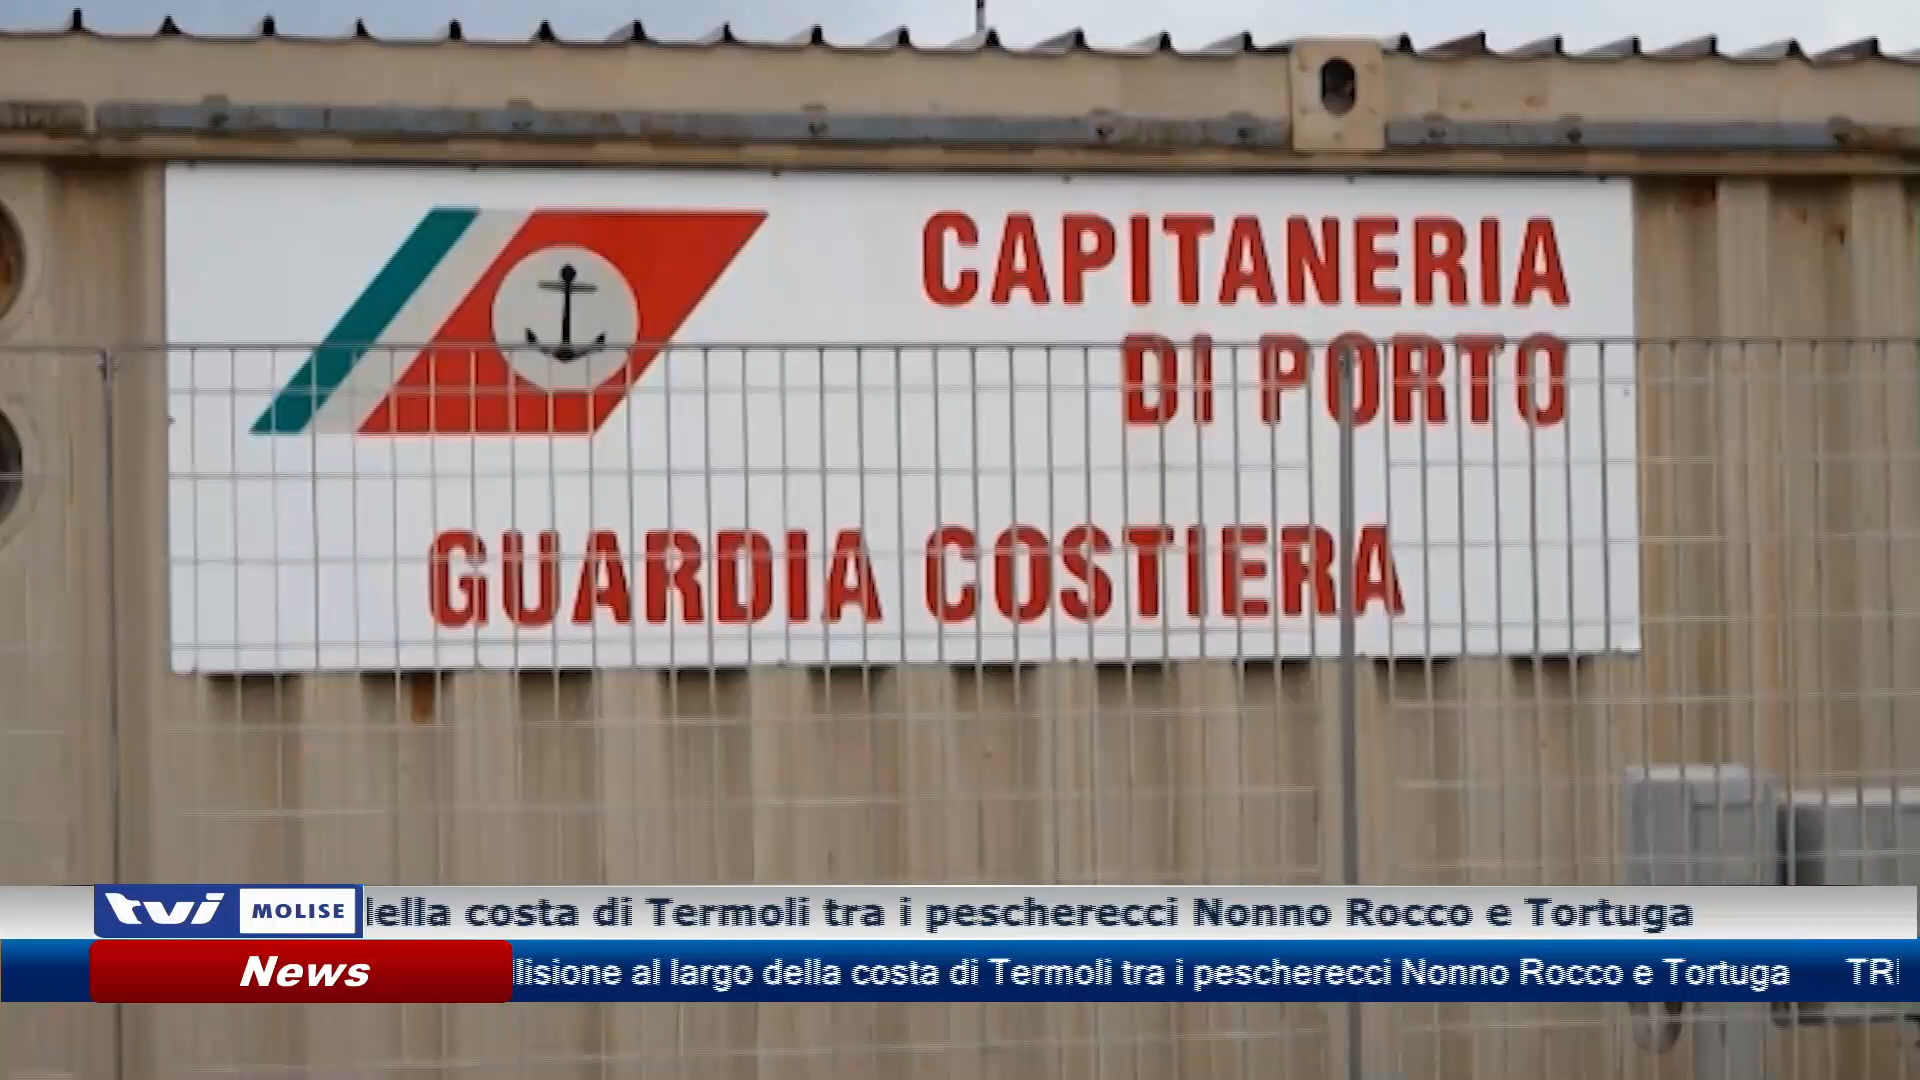 CAPITANERIA
DI PORTO
GUARDIA COSTIERA
tvi MOLISE
della costa di Termoli tra i pescherecci Nonno Rocco e Tortuga
News
lisione al largo della costa di Termoli tra i pescherecci Nonno Rocco e Tortuga